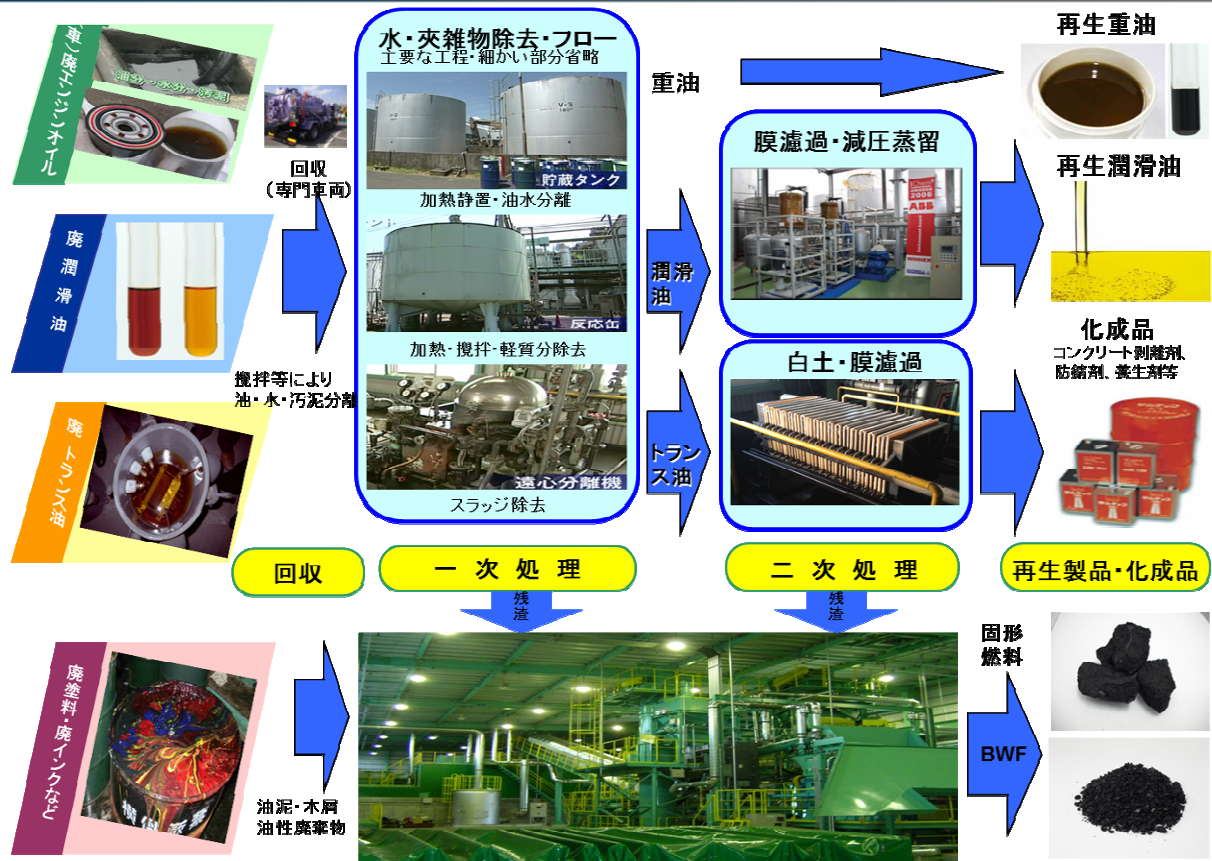 (車)廃エンジンオイル
油分・水分・汚泥
回収
(専門車両)
廃潤滑油
攪拌等により
油・水・汚泥分離
廃トランス油
水・夾雑物除去・フロー
主要な工程・細かい部分省略
V-3
貯蔵タンク
加熱静置・油水分離
反応缶
加熱-攪拌-軽質分除去
遠心分離機
スラッジ除去
重油
潤滑
油
トラン
ス油
膜濾過・減圧蒸留
2006
ABB
白土・膜濾過
再生重油
再生潤滑油
化成品
コンクリート剥離剤、
防錆剤、養生剤等
回収
一次処理
二次処理
再生製品・化成品
残渣
残渣
廃塗料・廃インクなど
油泥・木屑
油性廃棄物
固形
燃料
BWF